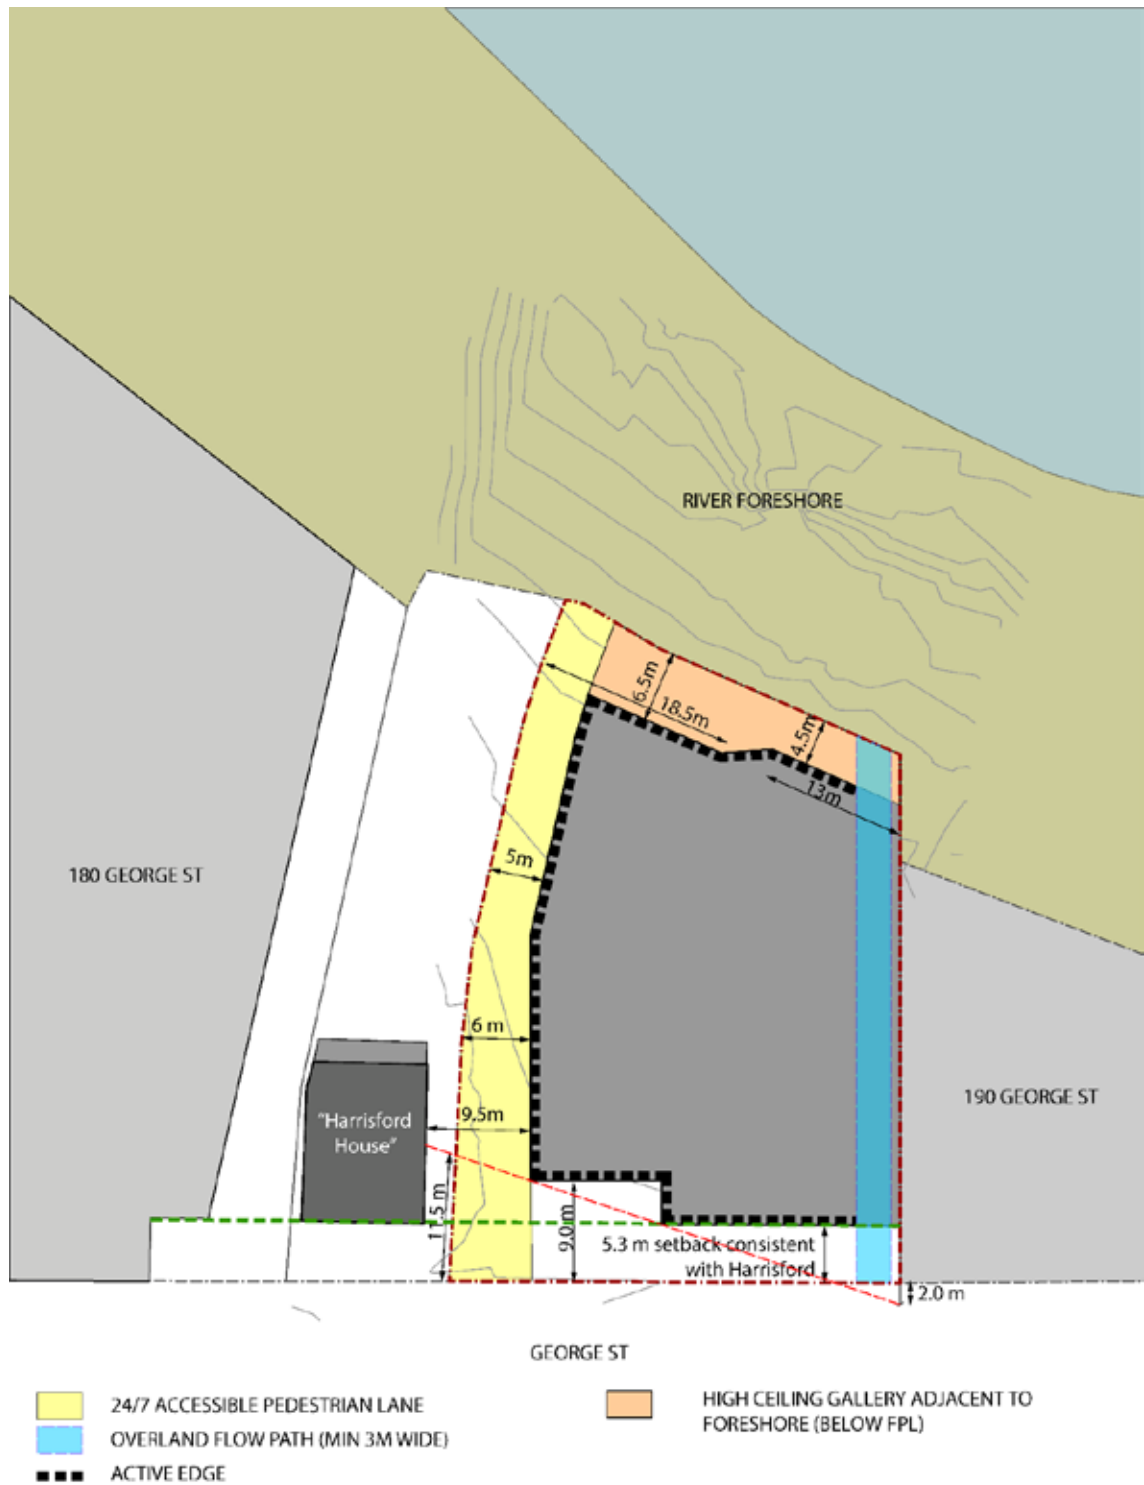 RIVER FORESHORE
6.5m
18.5m
4.5m
13m
180 GEORGE ST
5m
6 m
190 GEORGE ST
"Harrisford
House"
9.5m
11.5 m
9.0 m
5.3 m setback consistent
with Harrisford
2.0 m
GEORGE ST
24/7 ACCESSIBLE PEDESTRIAN LANE
OVERLAND FLOW PATH (MIN 3M WIDE)
ACTIVE EDGE
HIGH CEILING GALLERY ADJACENT TO
FORESHORE (BELOW FPL)